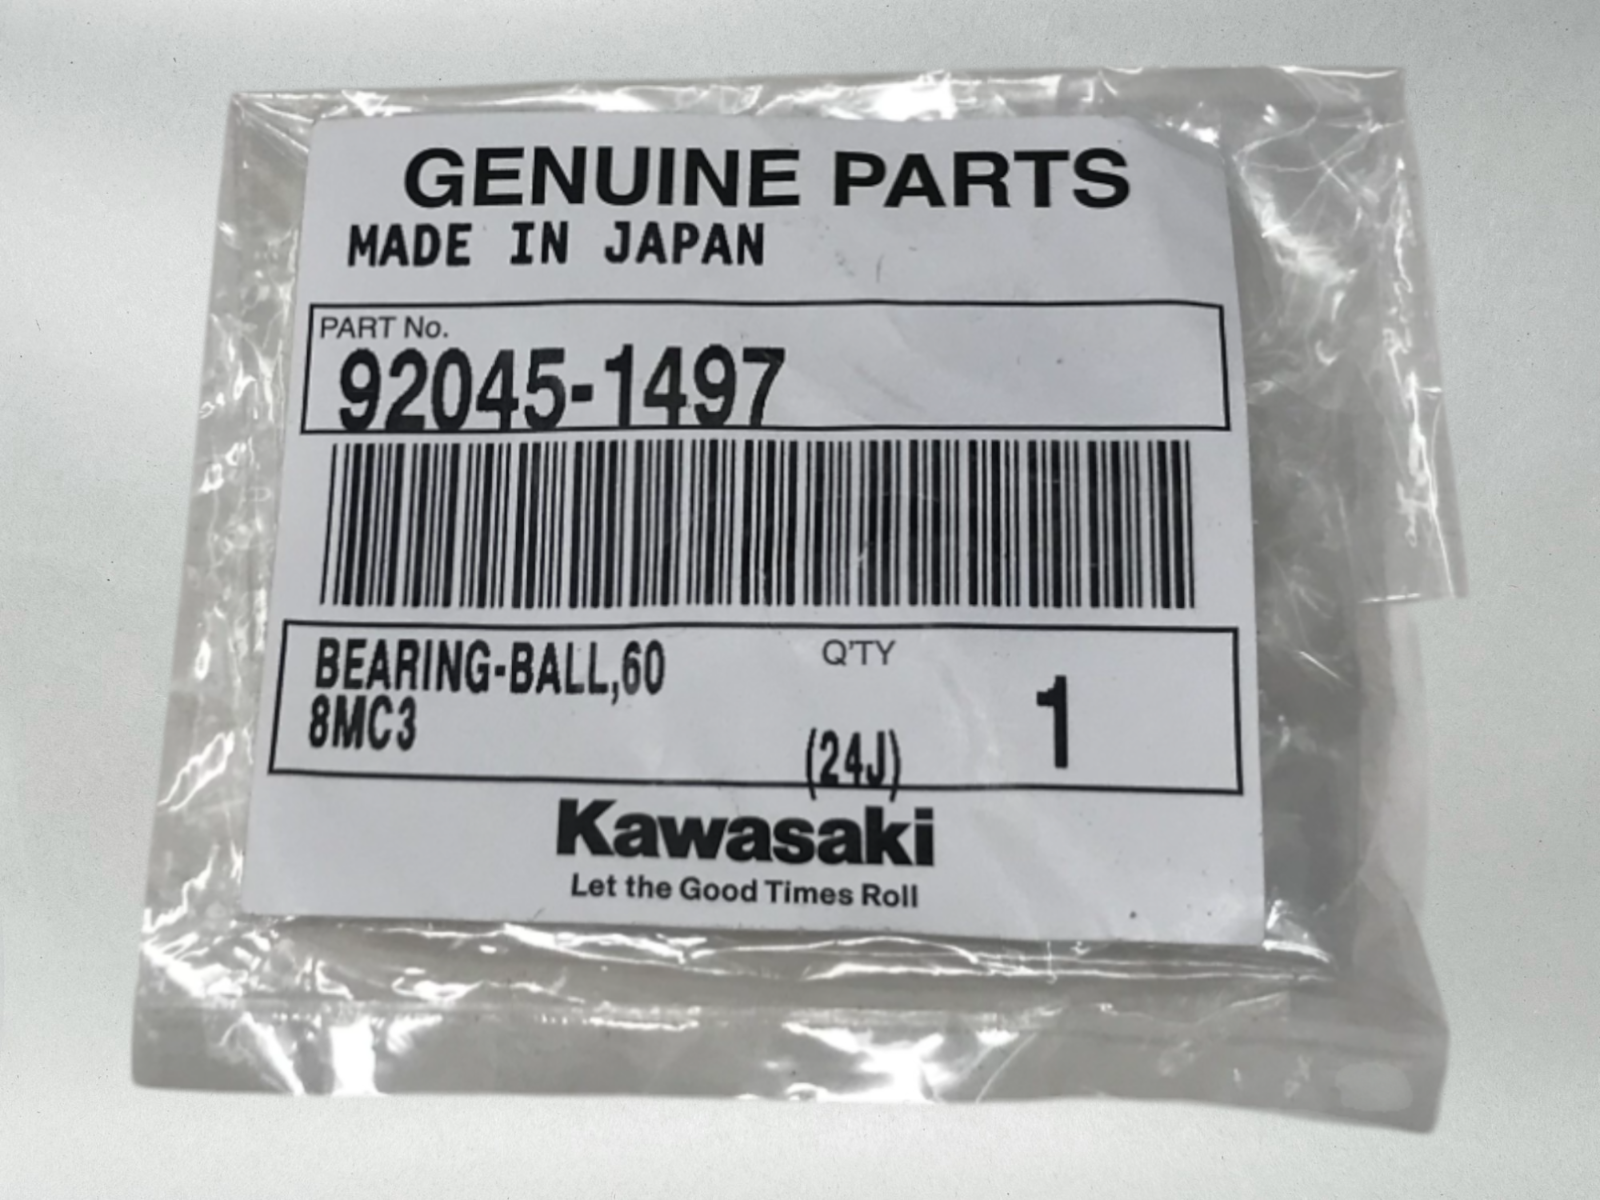 GENUINE PARTS
MADE IN JAPAN
PART No.
92045-1497
BEARING-BALL,60
8MC3
Q'TY
1
(24J)
Kawasaki
Let the Good Times Roll